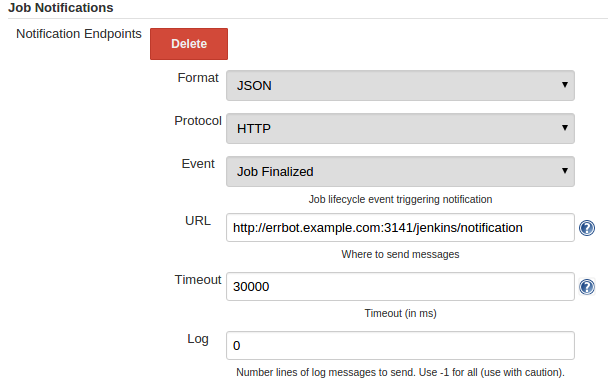 Job Notifications
Notification Endpoints
Delete
Format
JSON
Protocol
HTTP
Event
Job Finalized
Job lifecycle event triggering notification
URL
http://errbot.example.com:3141/jenkins/notification
Where to send messages
Timeout
30000
Timeout (in ms)
Log
0
Number lines of log messages to send. Use -1 for all (use with caution).